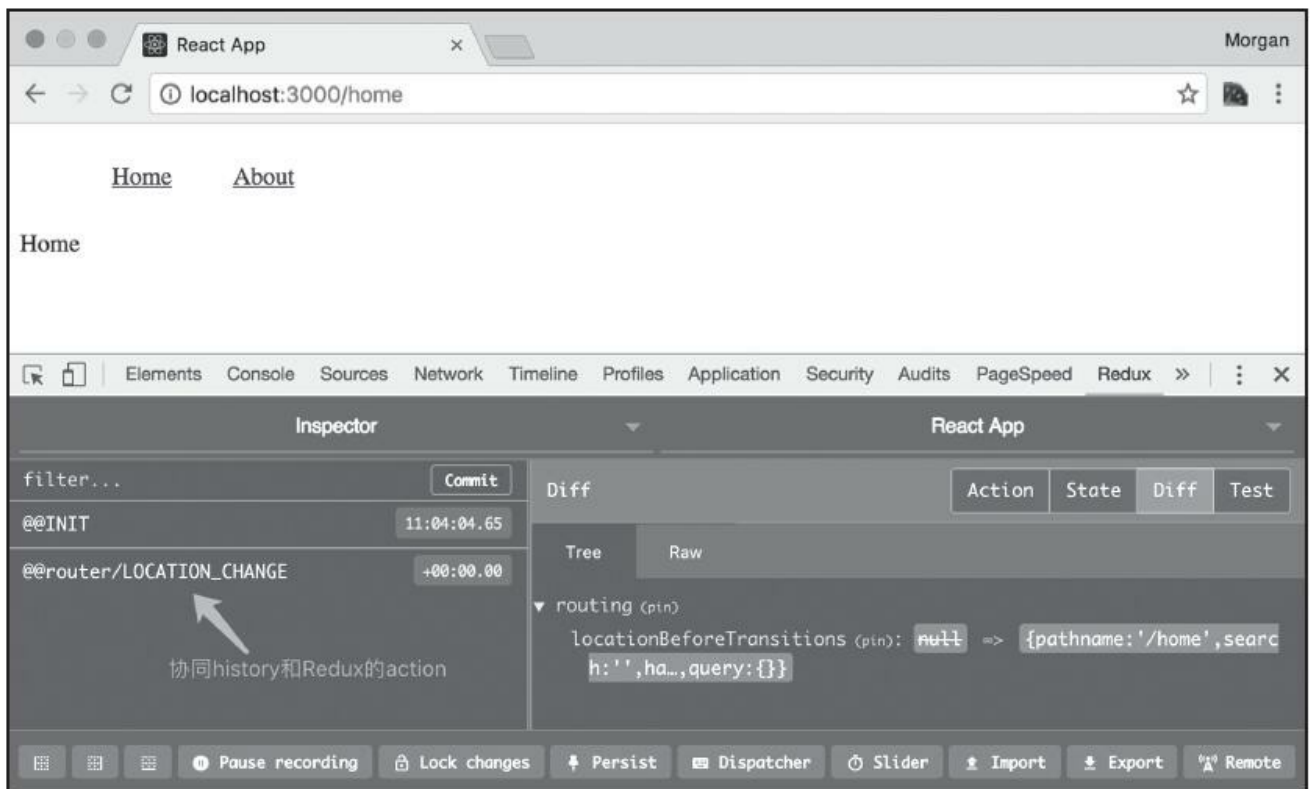 React App
Morgan
localhost:3000/home
Home About
Home
Elements Console Sources Network Timeline Profiles Application Security Audits PageSpeed Redux
Inspector
React App
filter...
Commit
Diff
Action State Diff Test
@@INIT
11:04:04.65
Tree Raw
@@router/LOCATION_CHANGE
+00:00.00
routing (pin)
locationBeforeTransitions (pin): null => {pathname:'/home',searc
h:'',ha…,query:{}}
协同history和Redux的action
Pause recording Lock changes Persist Dispatcher Slider Import Export Remote